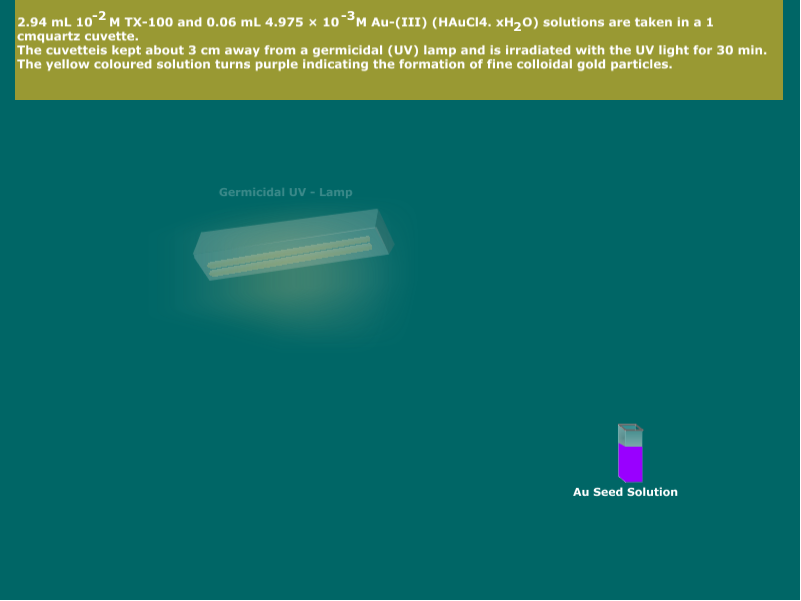 2.94 mL 10⁻² M TX-100 and 0.06 mL 4.975 × 10⁻³M Au-(III) (HAuCl4. xH₂O) solutions are taken in a 1
cmquartz cuvette.
The cuvetteis kept about 3 cm away from a germicidal (UV) lamp and is irradiated with the UV light for 30 min.
The yellow coloured solution turns purple indicating the formation of fine colloidal gold particles.
Germicidal UV - Lamp
Au Seed Solution